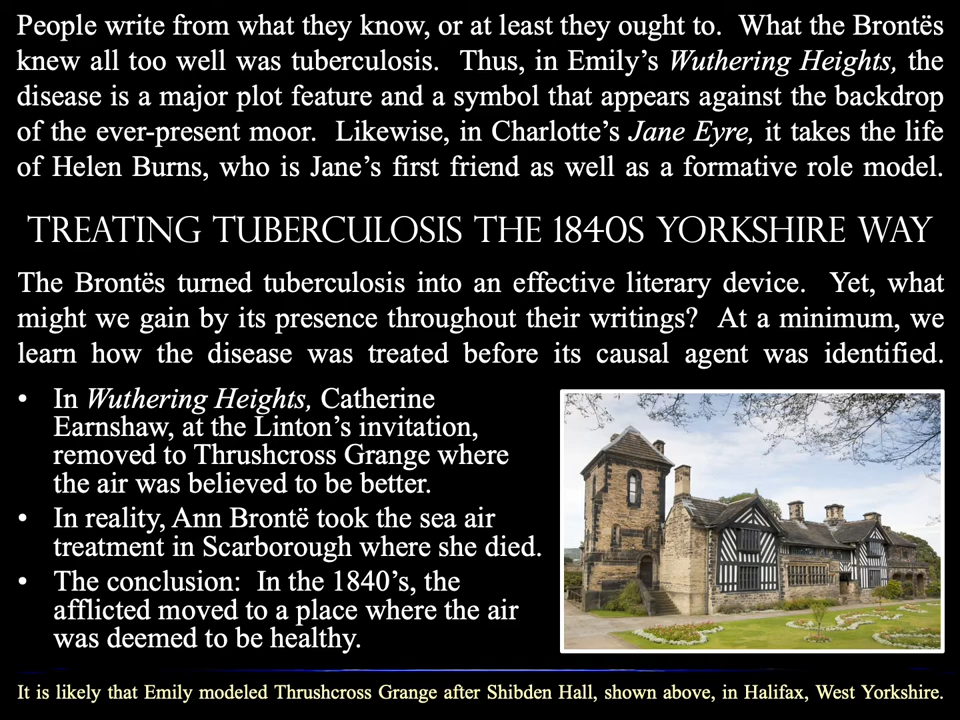 People write from what they know, or at least they ought to. What the Brontës
knew all too well was tuberculosis. Thus, in Emily’s Wuthering Heights, the
disease is a major plot feature and a symbol that appears against the backdrop
of the ever-present moor. Likewise, in Charlotte’s Jane Eyre, it takes the life
of Helen Burns, who is Jane’s first friend as well as a formative role model.
TREATING TUBERCULOSIS THE 1840S YORKSHIRE WAY
The Brontës turned tuberculosis into an effective literary device. Yet, what
might we gain by its presence throughout their writings? At a minimum, we
learn how the disease was treated before its causal agent was identified.
• In Wuthering Heights, Catherine
Earnshaw, at the Linton’s invitation,
removed to Thrushcross Grange where
the air was believed to be better.
• In reality, Ann Brontë took the sea air
treatment in Scarborough where she died.
• The conclusion: In the 1840’s, the
afflicted moved to a place where the air
was deemed to be healthy.
It is likely that Emily modeled Thrushcross Grange after Shibden Hall, shown above, in Halifax, West Yorkshire.